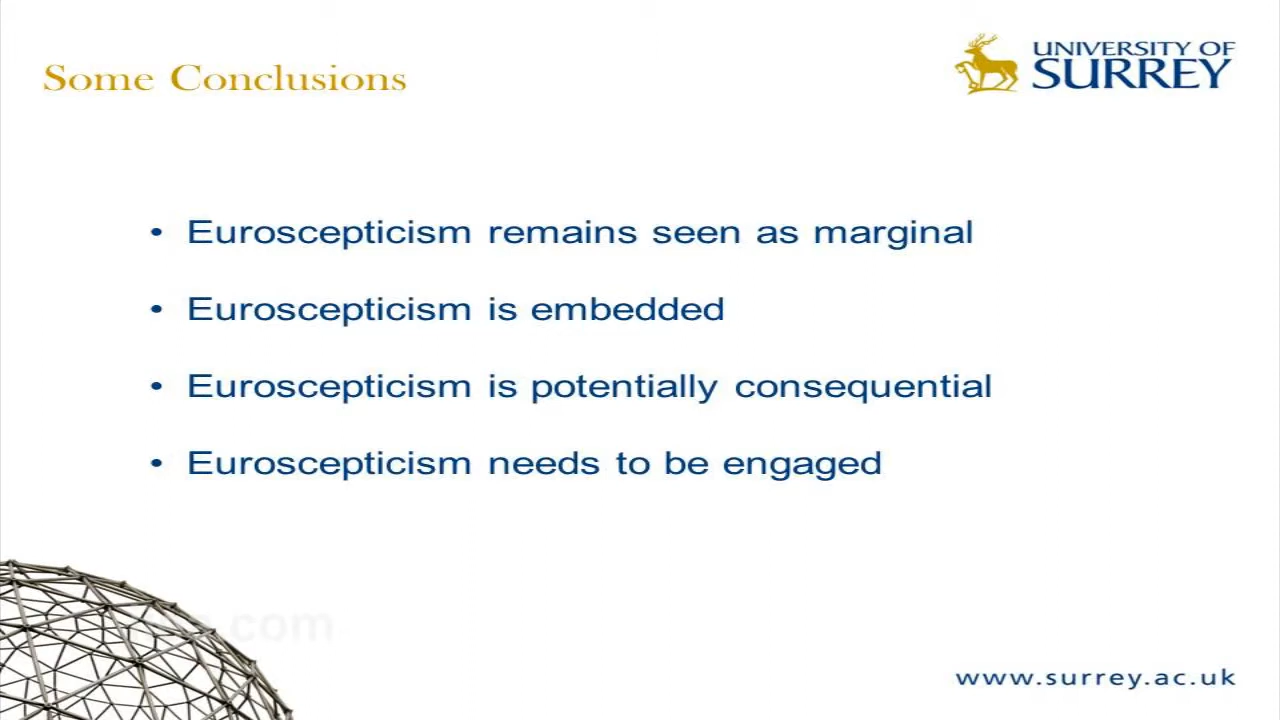 Some Conclusions
UNIVERSITY OF
SURREY
• Euroscepticism remains seen as marginal
• Euroscepticism is embedded
• Euroscepticism is potentially consequential
• Euroscepticism needs to be engaged
.com
www.surrey.ac.uk